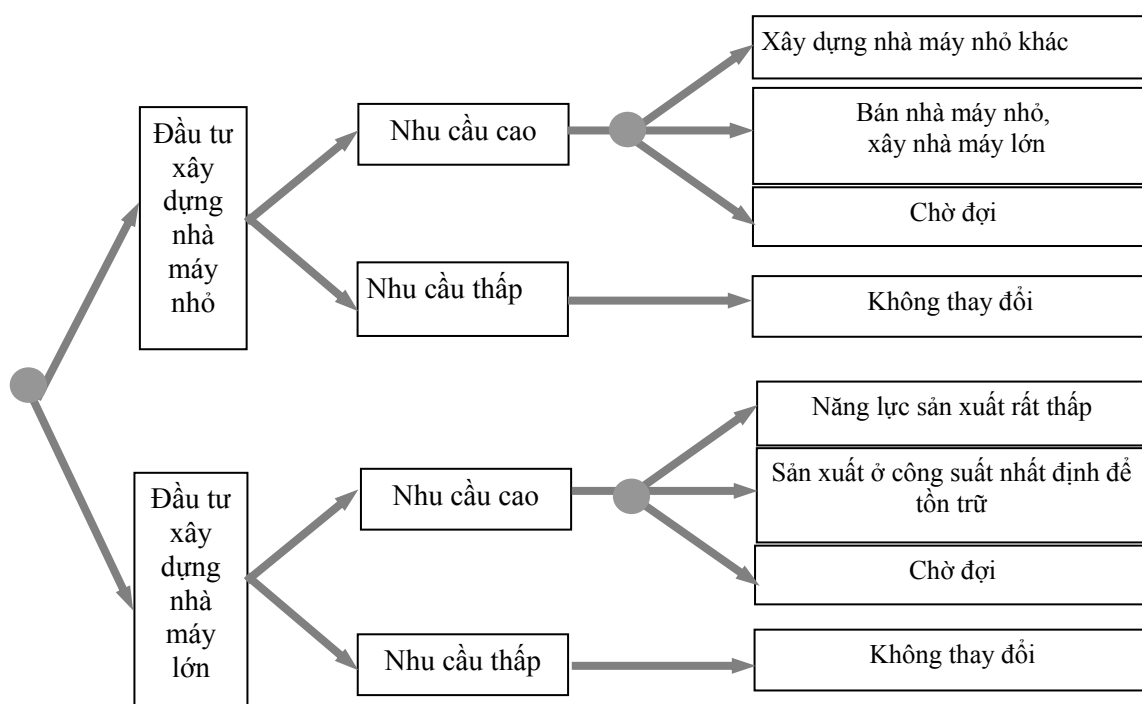 Xây dựng nhà máy nhỏ khác
Đầu tư
xây
dựng
nhà
máy
nhỏ
Nhu cầu cao
Bán nhà máy nhỏ,
xây nhà máy lớn
Chờ đợi
Nhu cầu thấp
Không thay đổi
Đầu tư
xây
dựng
nhà
máy
lớn
Nhu cầu cao
Năng lực sản xuất rất thấp
Sản xuất ở công suất nhất định để
tồn trữ
Chờ đợi
Nhu cầu thấp
Không thay đổi